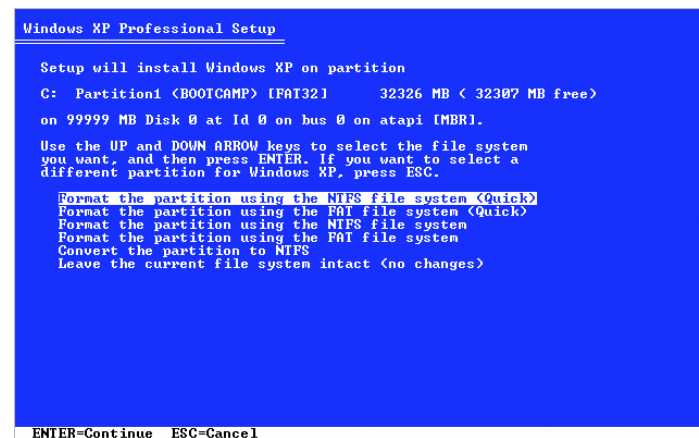 Windows XP Professional Setup
Setup will install Windows XP on partition
C: Partition1 (BOOTCAMP) [FAT32] 32326 MB ( 32307 MB free)
on 99999 MB Disk 0 at Id 0 on bus 0 on atapi [MBR].
Use the UP and DOWN ARROW keys to select the file system
you want, and then press ENTER. If you want to select a
different partition for Windows XP, press ESC.
Format the partition using the NTFS file system (Quick)
Format the partition using the FAT file system (Quick)
Format the partition using the NTFS file system
Format the partition using the FAT file system
Convert the partition to NTFS
Leave the current file system intact (no changes)
ENTER=Continue ESC=Cancel